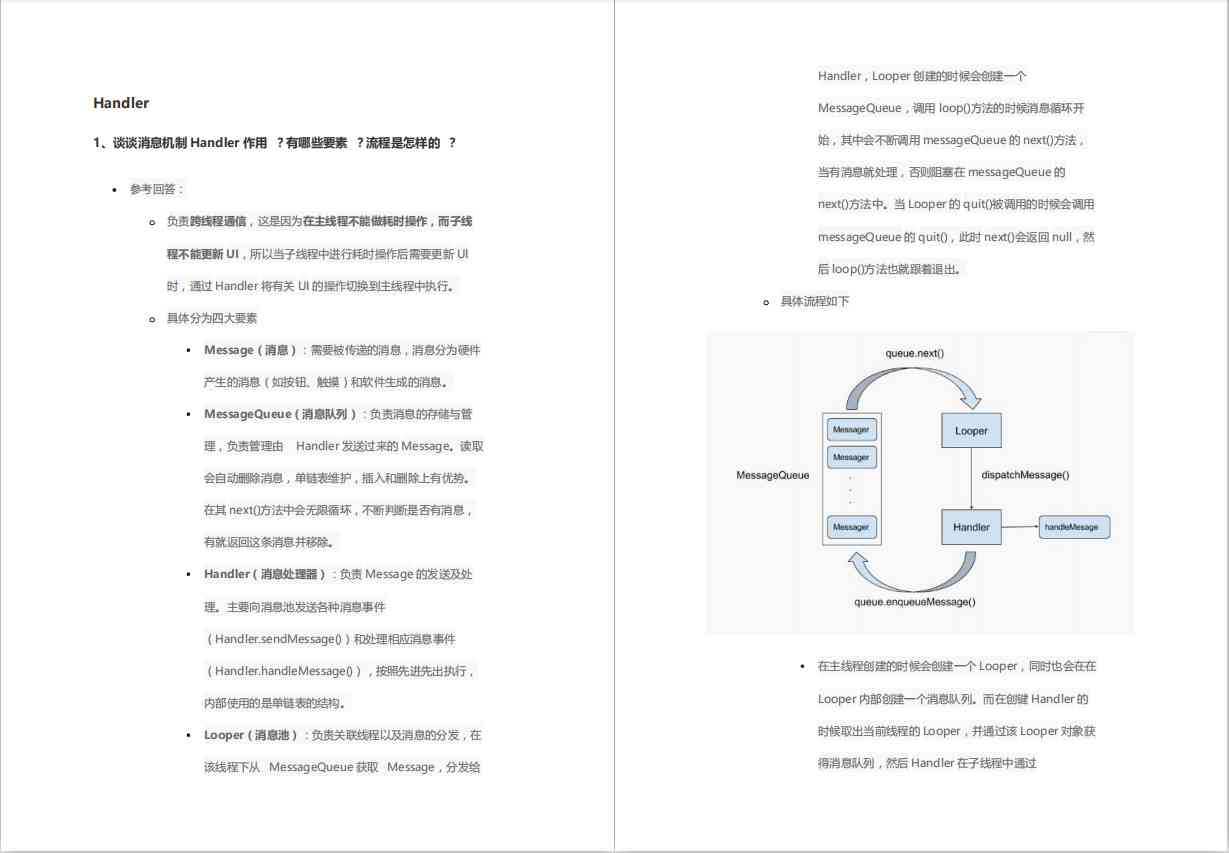 Handler
1、谈谈消息机制 Handler 作用 ？有哪些要素 ？流程是怎样的 ？
• 参考回答：
o 负责跨线程通信，这是因为在主线程不能做耗时操作，而子线
程不能更新 UI，所以当子线程中进行耗时操作后需要更新 UI
时，通过 Handler 将有关 UI 的操作切换到主线程中执行。
o 具体分为四大要素
▪ Message（消息）：需要被传递的消息，消息分为硬件
产生的消息（如按钮、触摸）和软件生成的消息。
▪ MessageQueue（消息队列）：负责消息的存储与管
理，负责管理由 Handler 发送过来的 Message。读取
会自动删除消息，单链表维护，插入和删除上有优势。
在其 next()方法中会无限循环，不断判断是否有消息，
有就返回这条消息并移除。
▪ Handler（消息处理器）：负责 Message 的发送及处
理。主要向消息池发送各种消息事件
（Handler.sendMessage()）和处理相应消息事件
（Handler.handleMessage()），按照先进先出执行，
内部使用的是单链表的结构。
▪ Looper（消息池）：负责关联线程以及消息的分发，在
该线程下从 MessageQueue 获取 Message，分发给
Handler，Looper 创建的时候会创建一个
MessageQueue，调用 loop()方法的时候消息循环开
始，其中会不断调用 messageQueue 的 next()方法，
当有消息就处理，否则阻塞在 messageQueue 的
next()方法中。当 Looper 的 quit()被调用的时候会调用
messageQueue 的 quit()，此时 next()会返回 null，然
后 loop()方法也就跟着退出。
o 具体流程如下
queue.next()
Messager
Looper
Messager
MessageQueue
dispatchMessage()
Messager
Handler
handleMesage
queue.enqueueMessage()
▪ 在主线程创建的时候会创建一个 Looper，同时也会在在
Looper 内部创建一个消息队列。而在创键 Handler 的
时候取出当前线程的 Looper，并通过该 Looper 对象获
得消息队列，然后 Handler 在子线程中通过